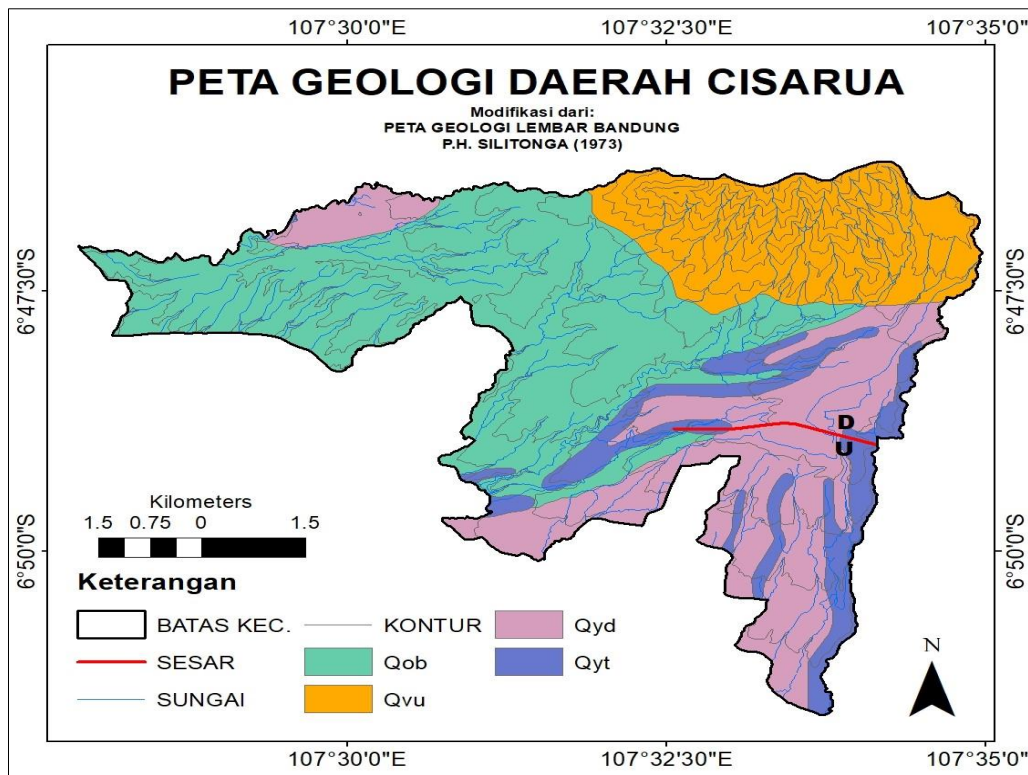 107°30'0"E 107°32'30"E 107°35'0"E
PETA GEOLOGI DAERAH CISARUA
Modifikasi dari:
PETA GEOLOGI LEMBAR BANDUNG
P.H. SILITONGA (1973)
6°47'30"S 6°47'30"S
D
U
Kilometers
1.5 0.75 0 1.5
6°50'0"S 6°50'0"S
Keterangan
BATAS KEC. KONTUR Qyd
SESAR Qob Qyt
SUNGAI Qvu
N
107°30'0"E 107°32'30"E 107°35'0"E